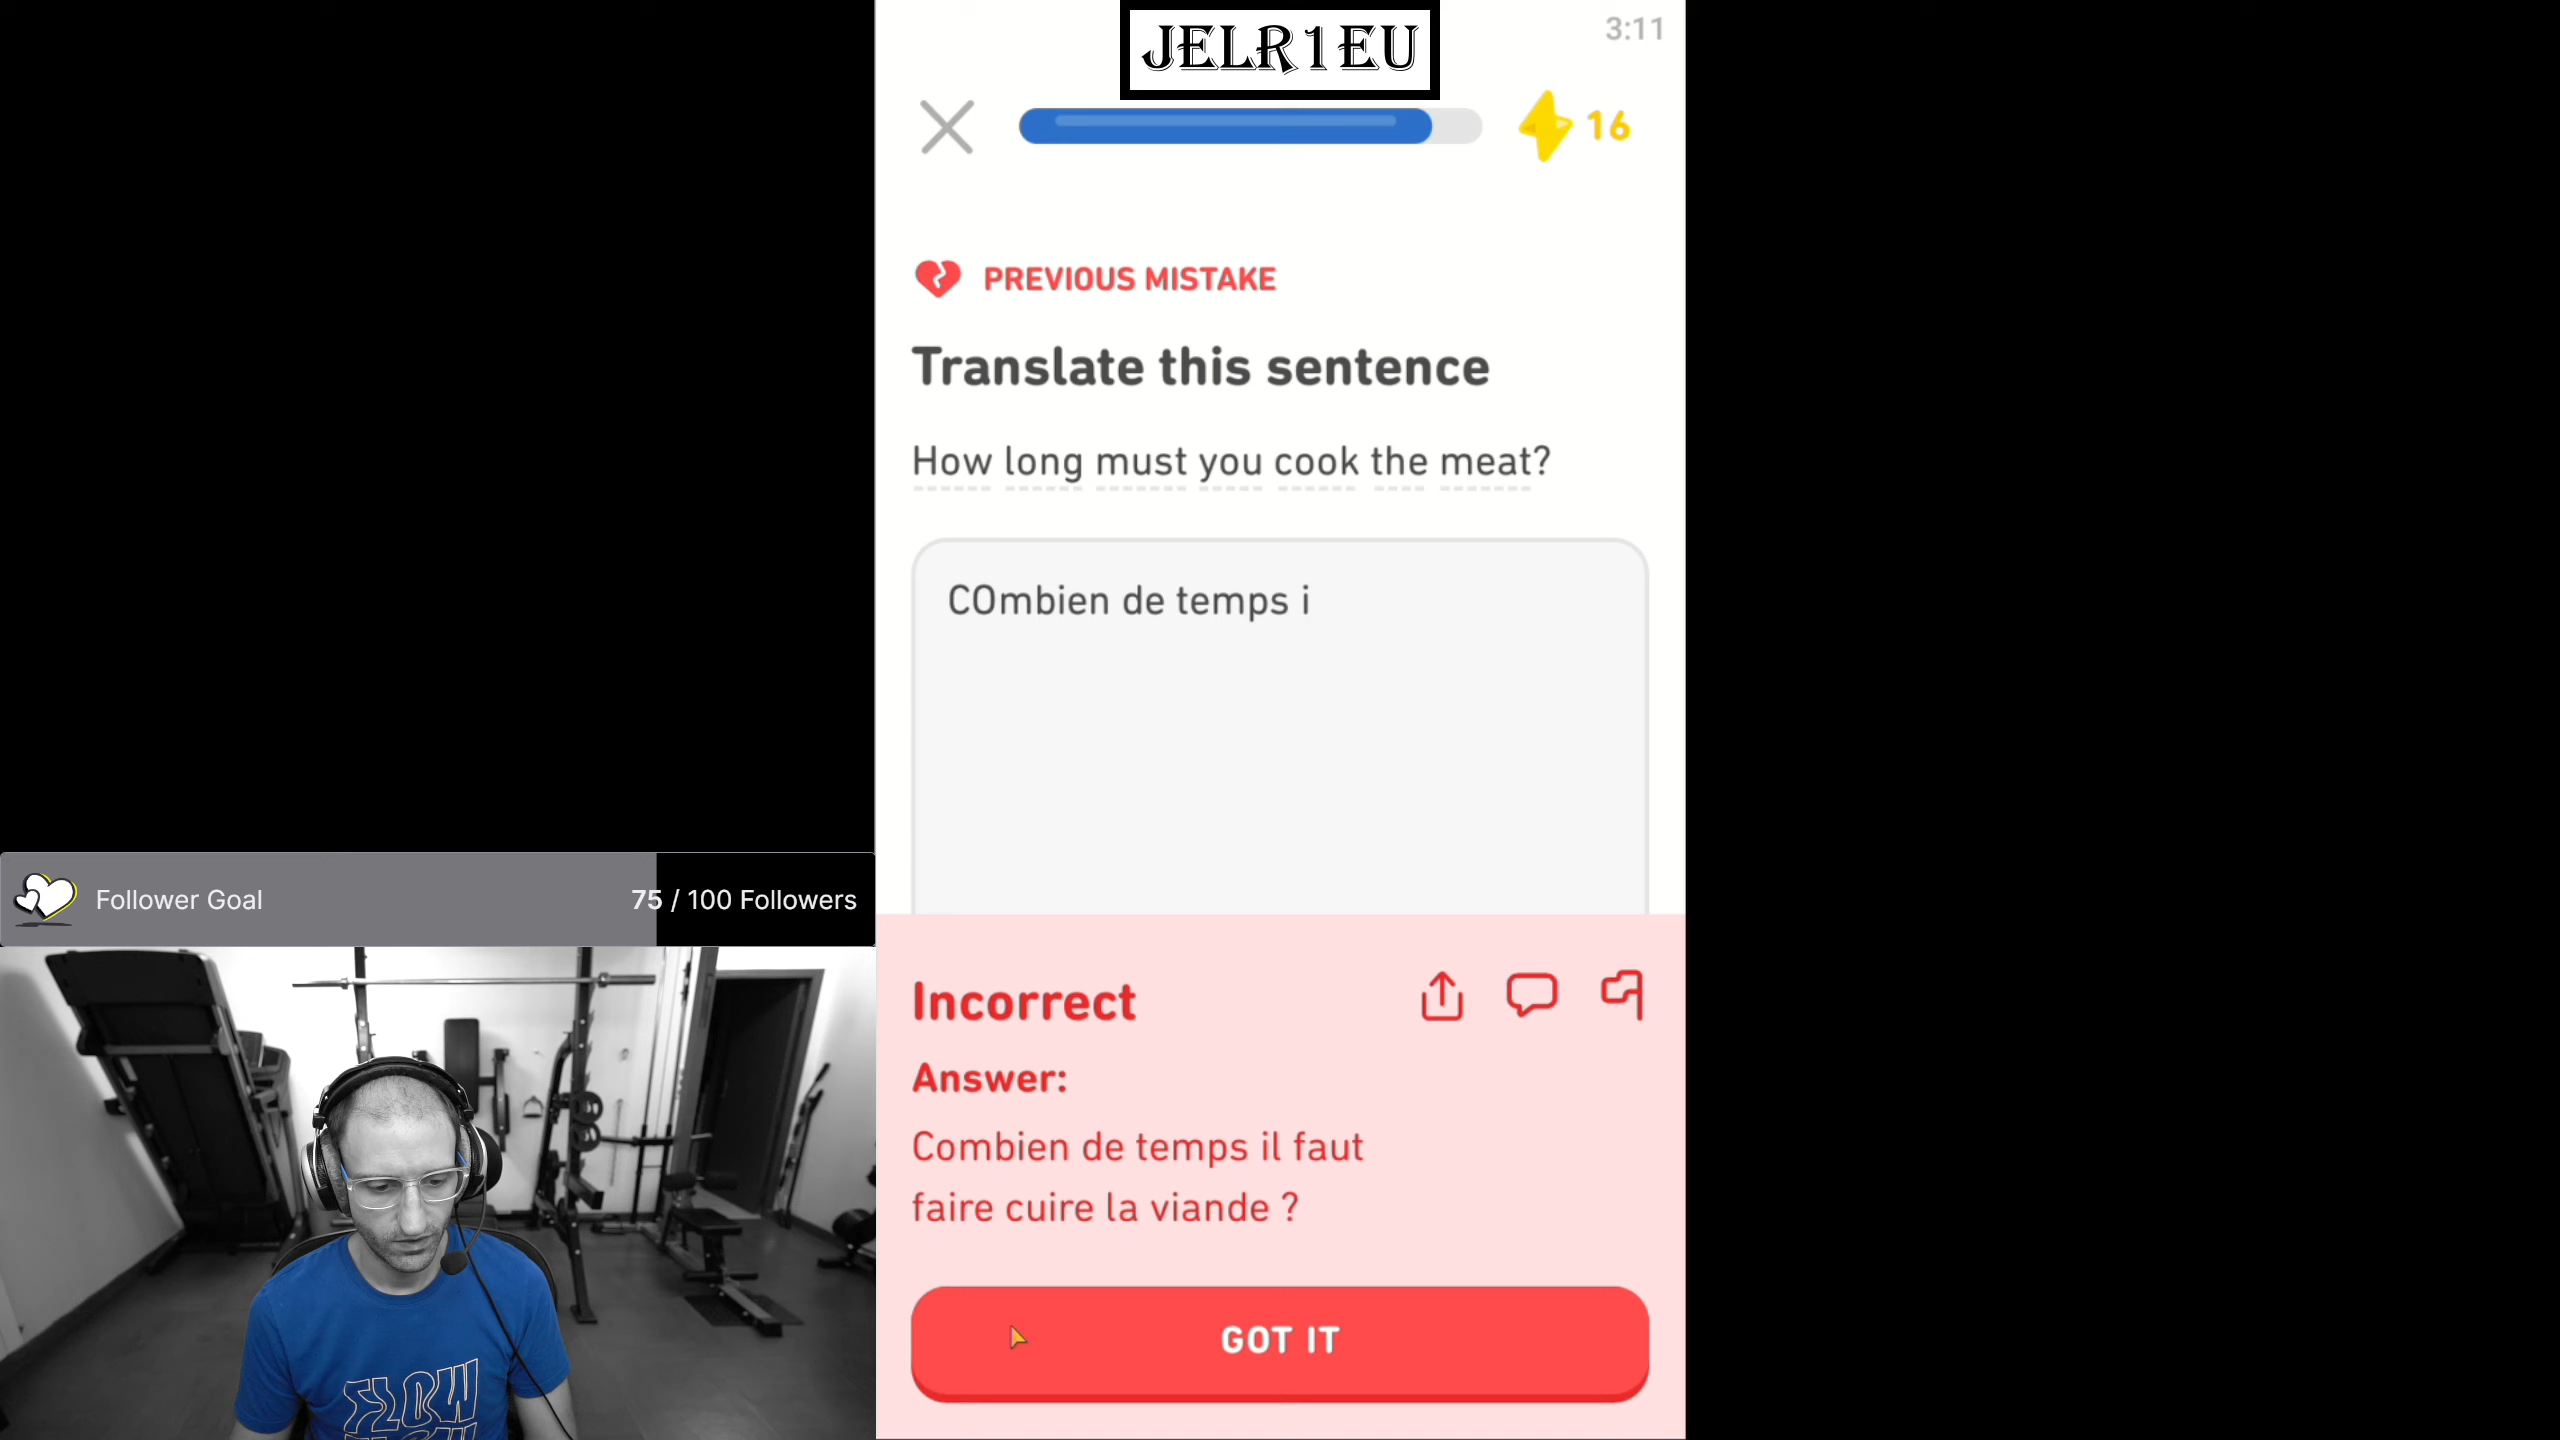 JELR1EU
3:11
16
PREVIOUS MISTAKE
Translate this sentence
How long must you cook the meat?
COmbien de temps i
Follower Goal
75 / 100 Followers
Incorrect
Answer:
Combien de temps il faut
faire cuire la viande ?
GOT IT
FLOW